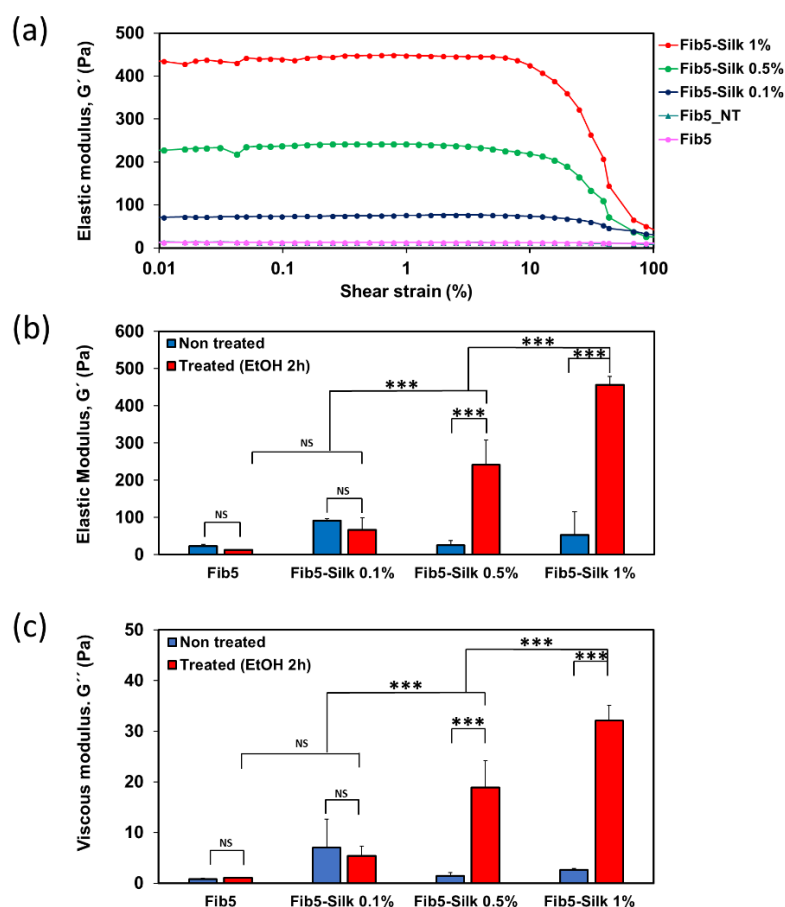 (a)
Elastic modulus, G´ (Pa)
500
400
300
200
100
0
0.01 0.1 1 10 100
Shear strain (%)
Fib5-Silk 1%
Fib5-Silk 0.5%
Fib5-Silk 0.1%
Fib5_NT
Fib5
(b)
Elastic Modulus, G´ (Pa)
600
500
400
300
200
100
0
Non treated
Treated (EtOH 2h)
NS
NS
NS
***
***
***
***
Fib5 Fib5-Silk 0.1% Fib5-Silk 0.5% Fib5-Silk 1%
(c)
Viscous modulus. G´´ (Pa)
50
40
30
20
10
0
Non treated
Treated (EtOH 2h)
NS
NS
NS
***
***
***
***
Fib5 Fib5-Silk 0.1% Fib5-Silk 0.5% Fib5-Silk 1%